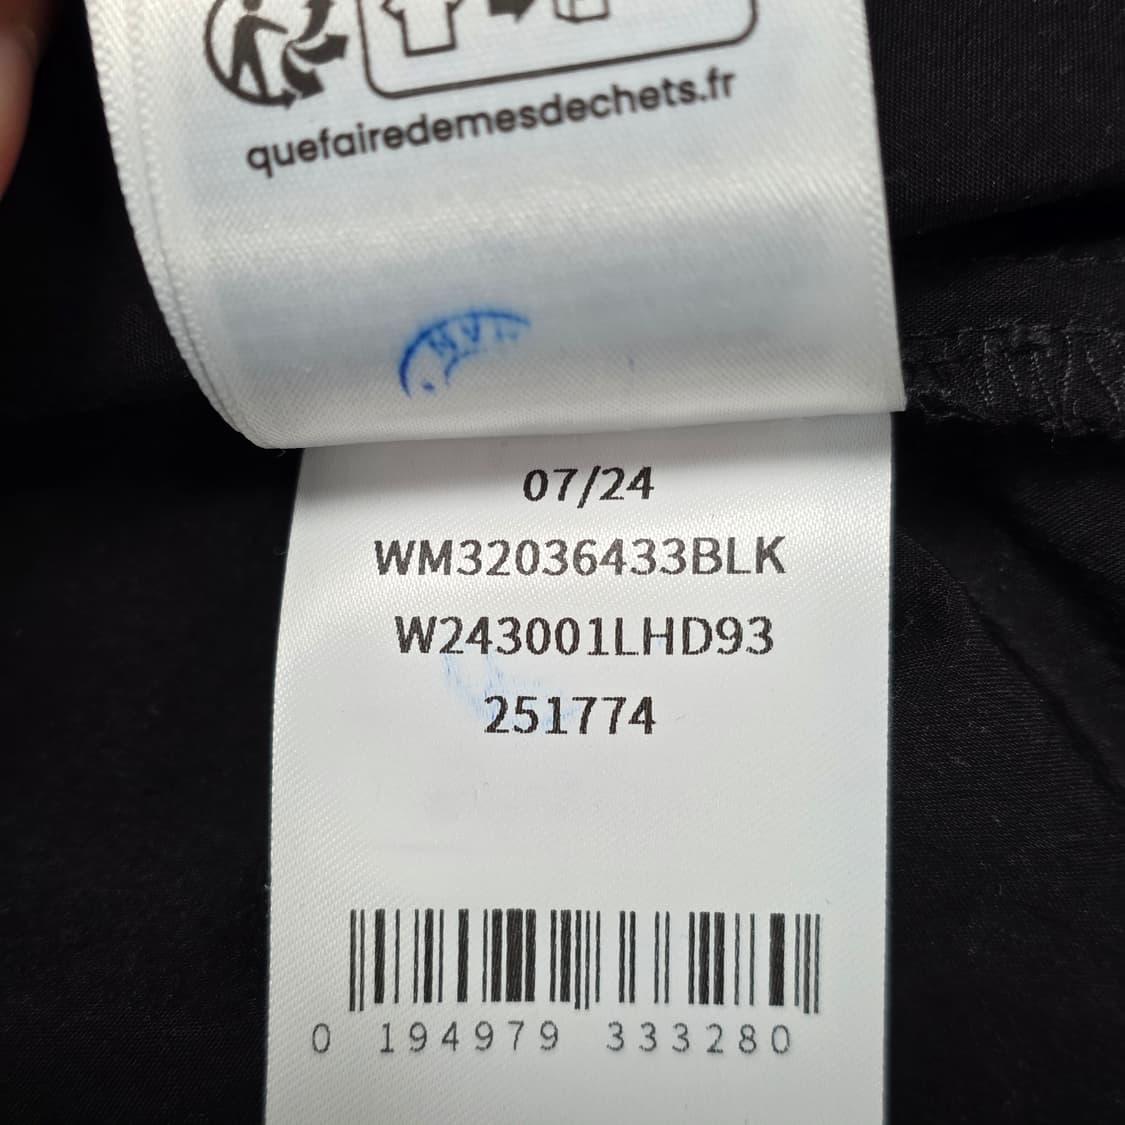 quefairedemesdechets.fr
07/24
WM32036433BLK
W243001LHD93
251774
0 194979 333280